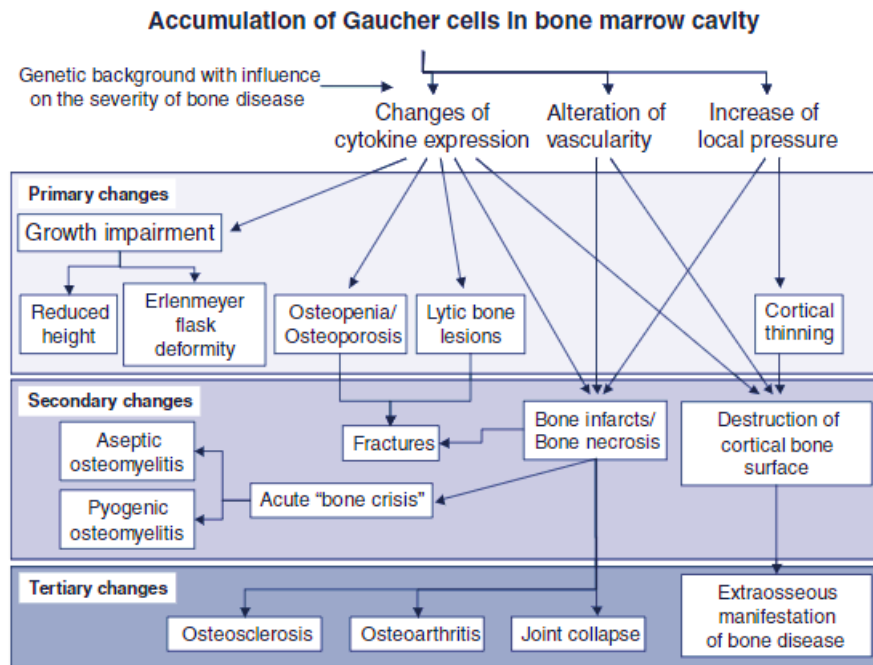 Accumulation of Gaucher cells in bone marrow cavity
Genetic background with influence
on the severity of bone disease
Changes of
cytokine expression
Alteration of
vascularity
Increase of
local pressure
Primary changes
Growth impairment
Reduced
height
Erlenmeyer
flask
deformity
Osteopenia/
Osteoporosis
Lytic bone
lesions
Cortical
thinning
Secondary changes
Aseptic
osteomyelitis
Pyogenic
osteomyelitis
Acute “bone crisis”
Fractures
Bone infarcts/
Bone necrosis
Destruction of
cortical bone
surface
Tertiary changes
Osteosclerosis
Osteoarthritis
Joint collapse
Extraosseous
manifestation
of bone disease